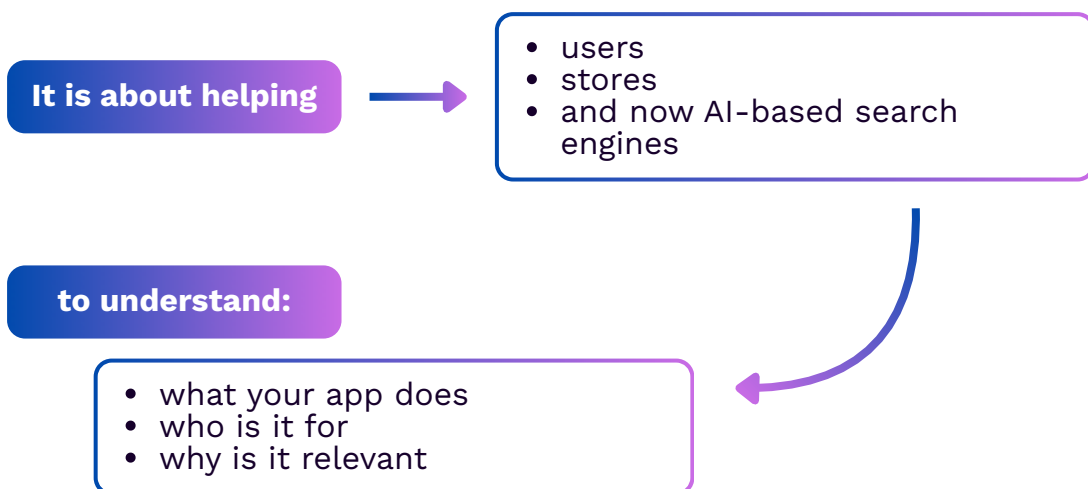 It is about helping
• users
• stores
• and now AI-based search
engines
to understand:
• what your app does
• who is it for
• why is it relevant